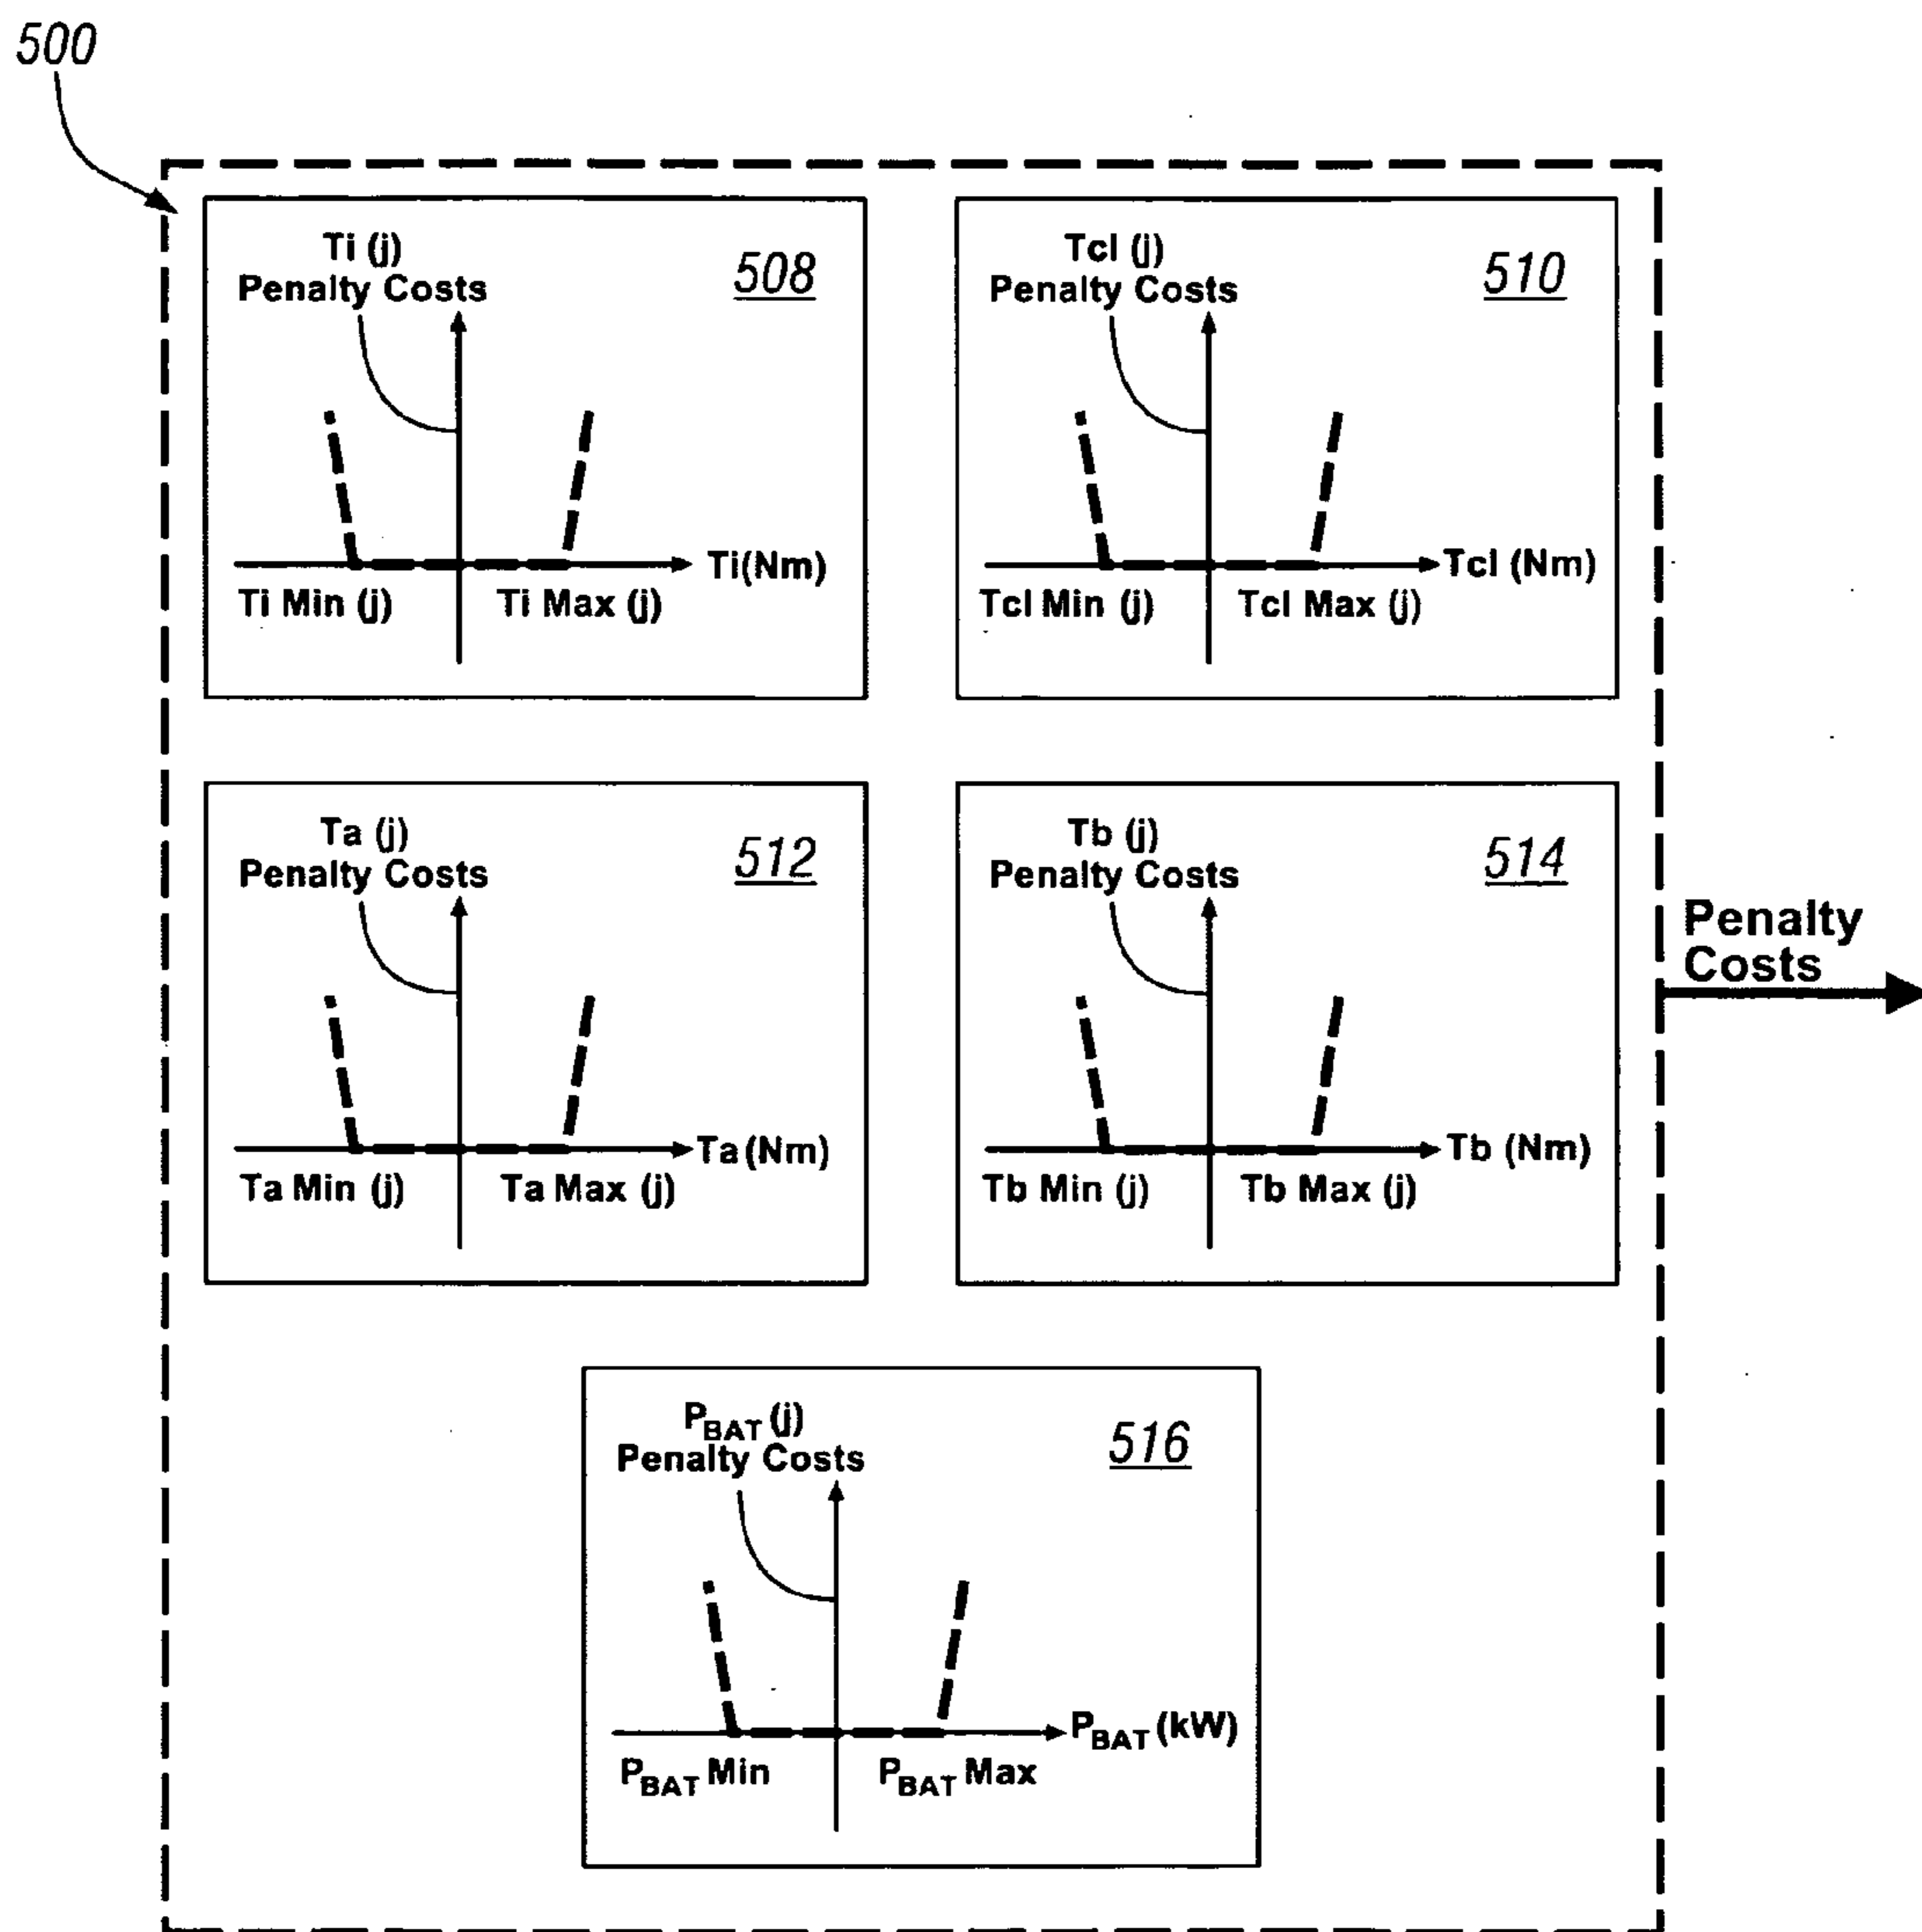 500
Ti (j)
Penalty Costs
508
Ti(Nm)
Ti Min (j)
Ti Max (j)
Tcl (j)
Penalty Costs
510
Tcl (Nm)
Tcl Min (j)
Tcl Max (j)
Ta (j)
Penalty Costs
512
Ta (Nm)
Ta Min (j)
Ta Max (j)
Tb (j)
Penalty Costs
514
Tb (Nm)
Tb Min (j)
Tb Max (j)
Penalty
Costs
PBAT (j)
Penalty Costs
516
PBAT (kW)
PBAT Min
PBAT Max